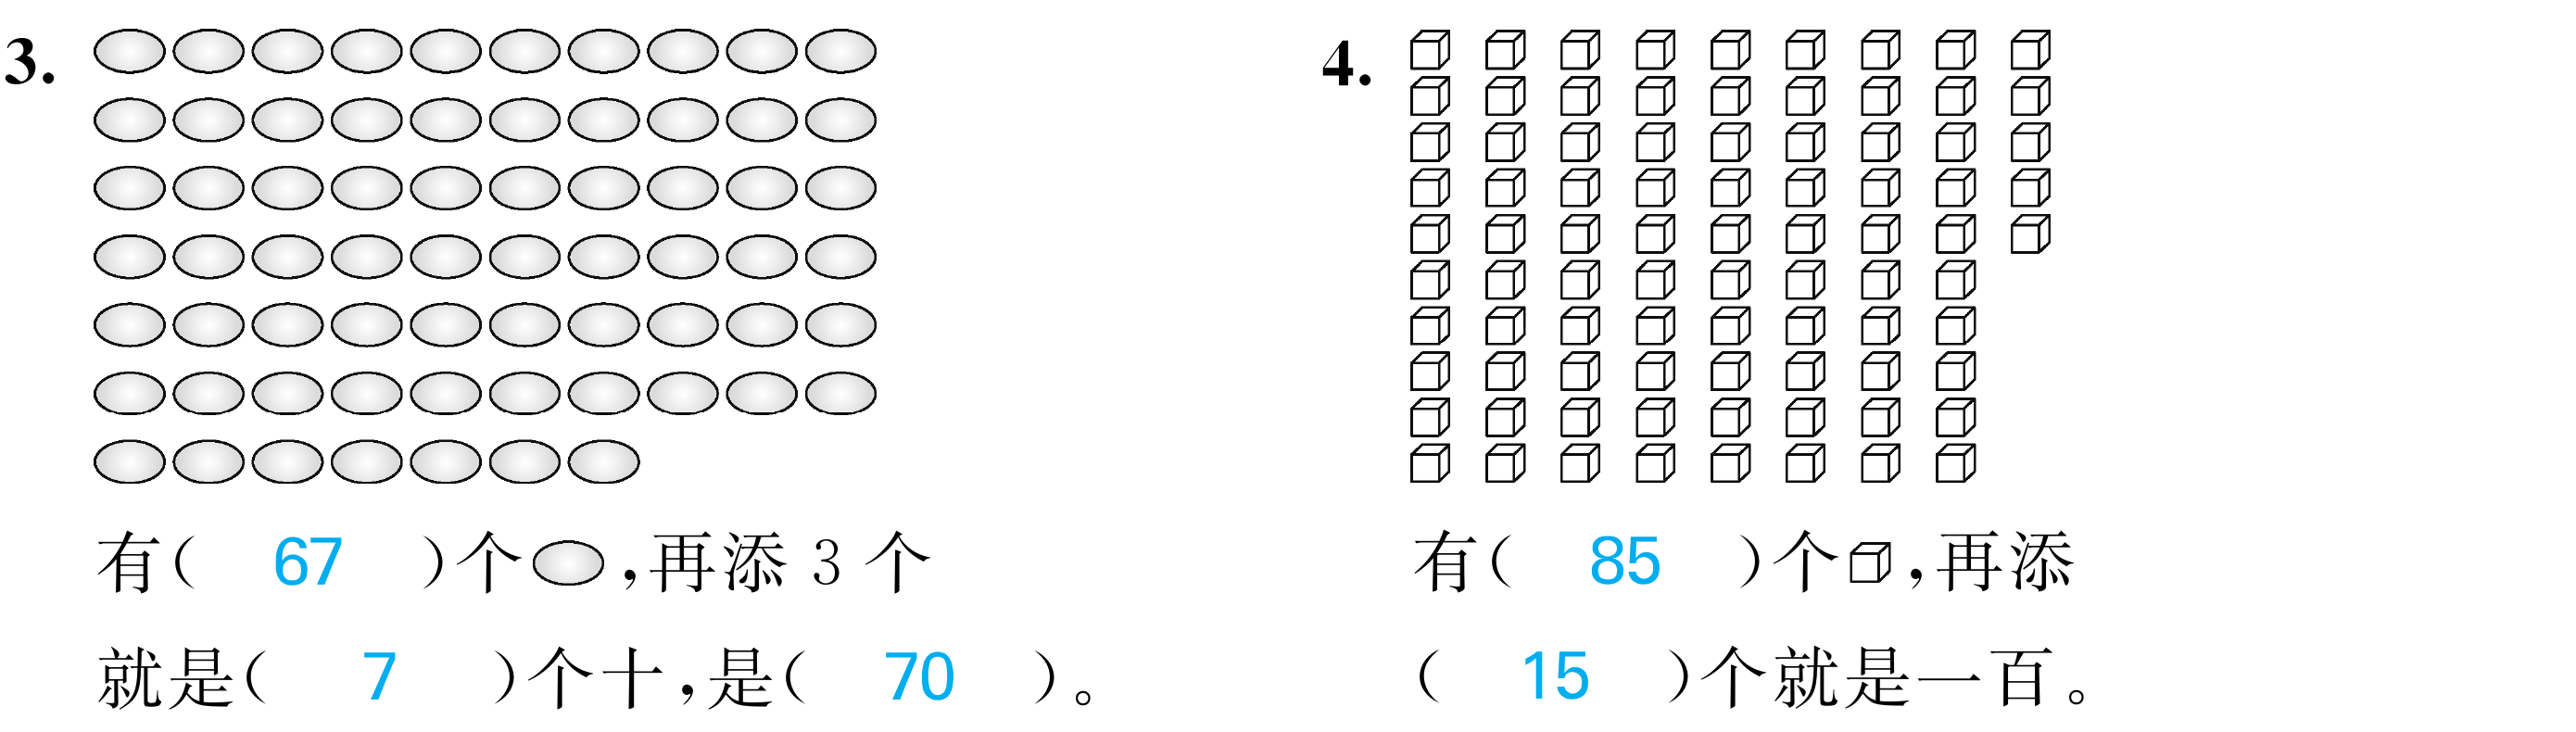 3.
有( 67 )个,再添 3 个
就是( 7 )个十,是( 70 )。
4.
有( 85 )个,再添
( 15 )个就是一百。